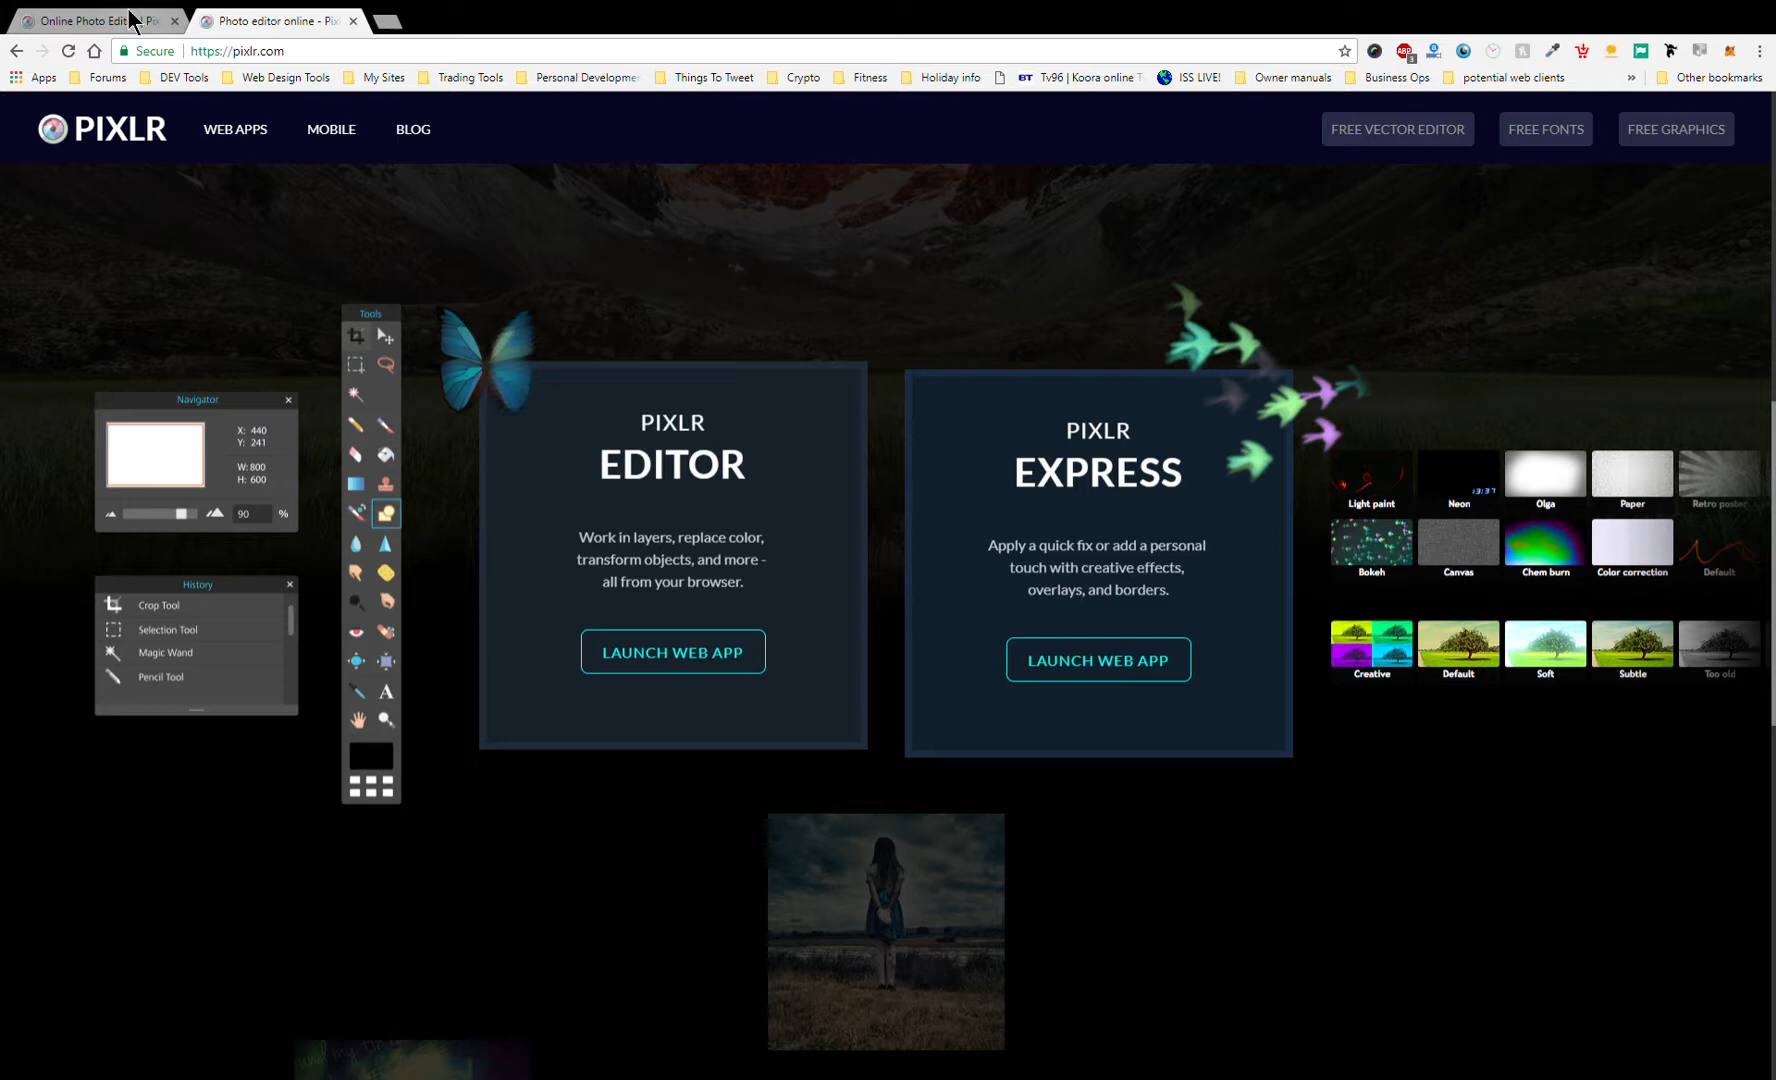 Online Photo Edit
Photo editor online - Pix
Secure
https://pixlr.com
ABP
3
Apps
Forums
DEV Tools
Web Design Tools
My Sites
Trading Tools
Personal Developme
Things To Tweet
Crypto
Fitness
Holiday info
BT Tv96 | Koora online T
ISS LIVE!
Owner manuals
Business Ops
potential web clients
»
Other bookmarks
PIXLR
WEB APPS
MOBILE
BLOG
FREE VECTOR EDITOR
FREE FONTS
FREE GRAPHICS
Tools
Navigator
X: 440
Y: 241
W: 800
H: 600
90 %
History
Crop Tool
Selection Tool
Magic Wand
Pencil Tool
A
PIXLR
EDITOR
Work in layers, replace color,
transform objects, and more -
all from your browser.
LAUNCH WEB APP
PIXLR
EXPRESS
Apply a quick fix or add a personal
touch with creative effects,
overlays, and borders.
LAUNCH WEB APP
13:37
Light paint
Neon
Olga
Paper
Retro poster
Bokeh
Canvas
Chem burn
Color correction
Default
Creative
Default
Soft
Subtle
Too old